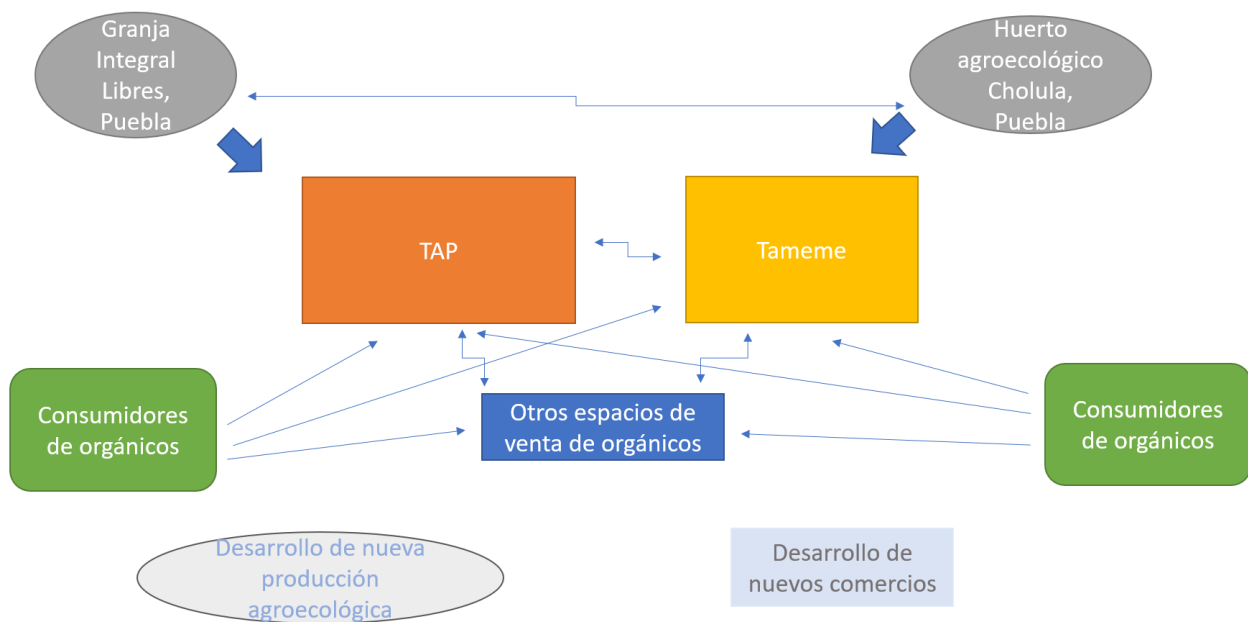 Granja
Integral
Libres,
Puebla
Huerto
agroecológico
Cholula,
Puebla
TAP
Tameme
Consumidores
de orgánicos
Otros espacios de
venta de orgánicos
Consumidores
de orgánicos
Desarrollo de nueva
producción
agroecológica
Desarrollo de
nuevos comercios